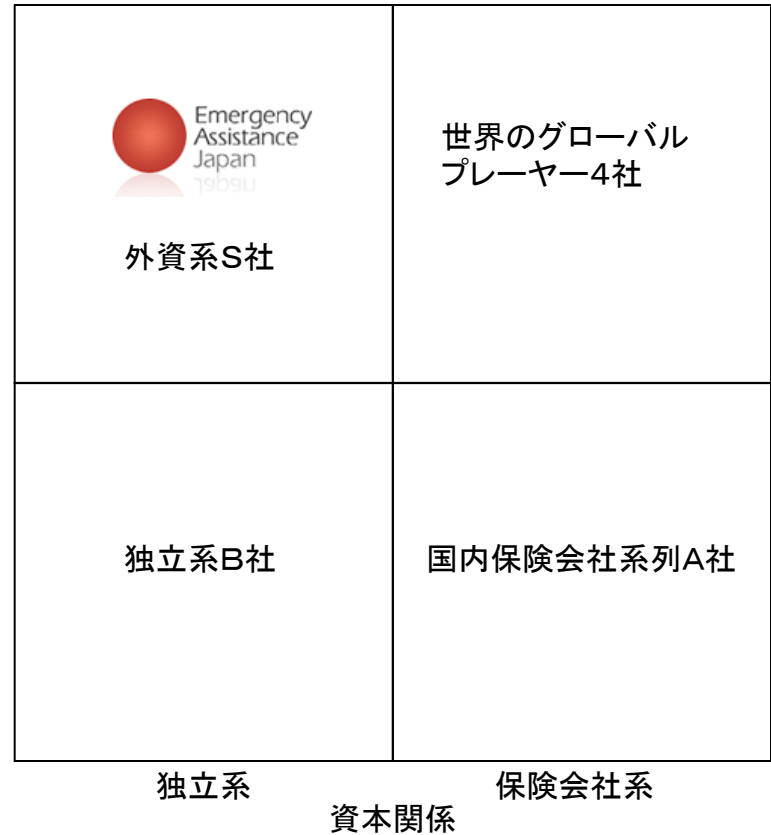 Emergency
Assistance
Japan
外資系S社
世界のグローバル
プレーヤー4社
独立系B社
国内保険会社系列A社
独立系
保険会社系
資本関係